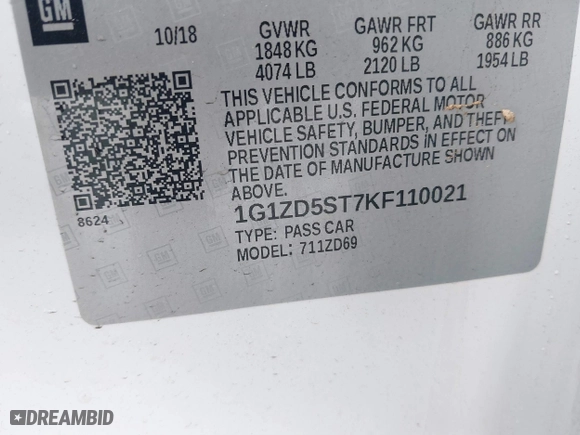 GM
10/18 GVWR GAWR FRT GAWR RR
1848 KG 962 KG 886 KG
4074 LB 2120 LB 1954 LB
THIS VEHICLE CONFORMS TO ALL
APPLICABLE U.S. FEDERAL MOTOR
VEHICLE SAFETY, BUMPER, AND THEFT
PREVENTION STANDARDS IN EFFECT ON
THE DATE OF MANUFACTURE SHOWN
ABOVE.
8624
1G1ZD5ST7KF110021
TYPE: PASS CAR
MODEL: 711ZD69
DREAMBID